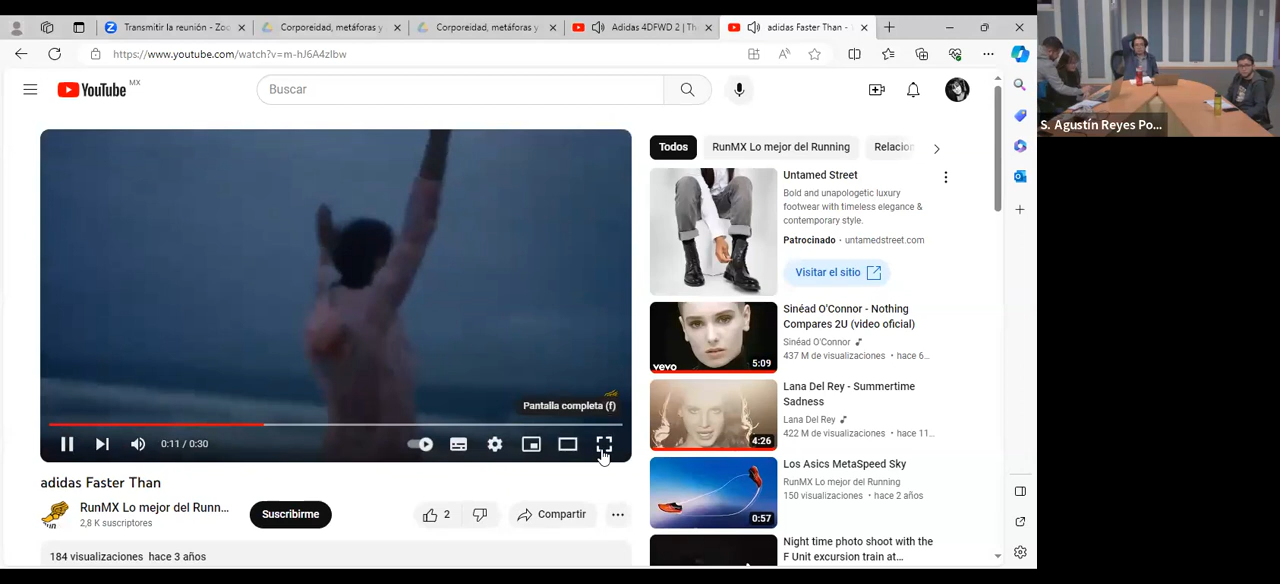 Transmitir la reunión - Zoo
Corporeidad, metáforas y
Corporeidad, metáforas y
Adidas 4DFWD 2 | Th
adidas Faster Than -
https://www.youtube.com/watch?v=m-hJ6A4zlbw
YouTube MX
Buscar
Todos
RunMX Lo mejor del Running
Relacion
Untamed Street
Bold and unapologetic luxury
footwear with timeless elegance &
contemporary style.
Patrocinado · untamedstreet.com
Visitar el sitio
Sinéad O'Connor - Nothing
Compares 2U (video oficial)
Sinéad O'Connor
437 M de visualizaciones · hace 6...
vevo
5:09
Lana Del Rey - Summertime
Sadness
Lana Del Rey
422 M de visualizaciones · hace 11...
4:26
Los Asics MetaSpeed Sky
RunMX Lo mejor del Running
150 visualizaciones · hace 2 años
0:57
Night time photo shoot with the
F Unit excursion train at...
Pantalla completa (f)
0:11 / 0:30
adidas Faster Than
RunMX Lo mejor del Runn...
2,8 K suscriptores
Suscribirme
2
Compartir
184 visualizaciones hace 3 años
S. Agustín Reyes Po...